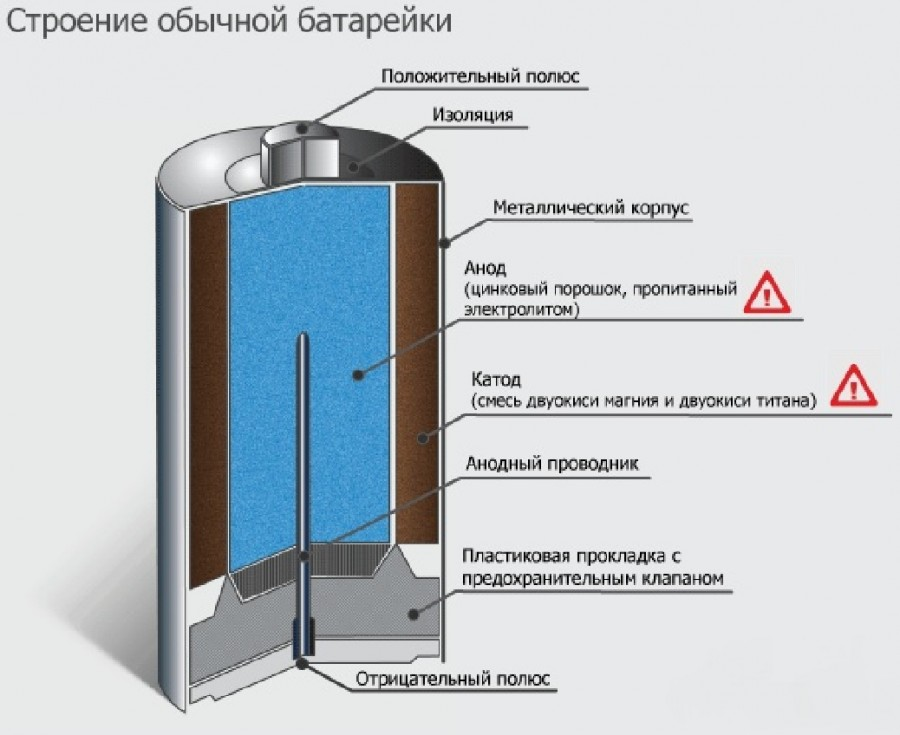 Строение обычной батарейки
Положительный полюс
Изоляция
Металлический корпус
Анод
(цинковый порошок, пропитанный
электролитом)
Катод
(смесь двуокиси магния и двуокиси титана)
Анодный проводник
Пластиковая прокладка с
предохранительным клапаном
Отрицательный полюс